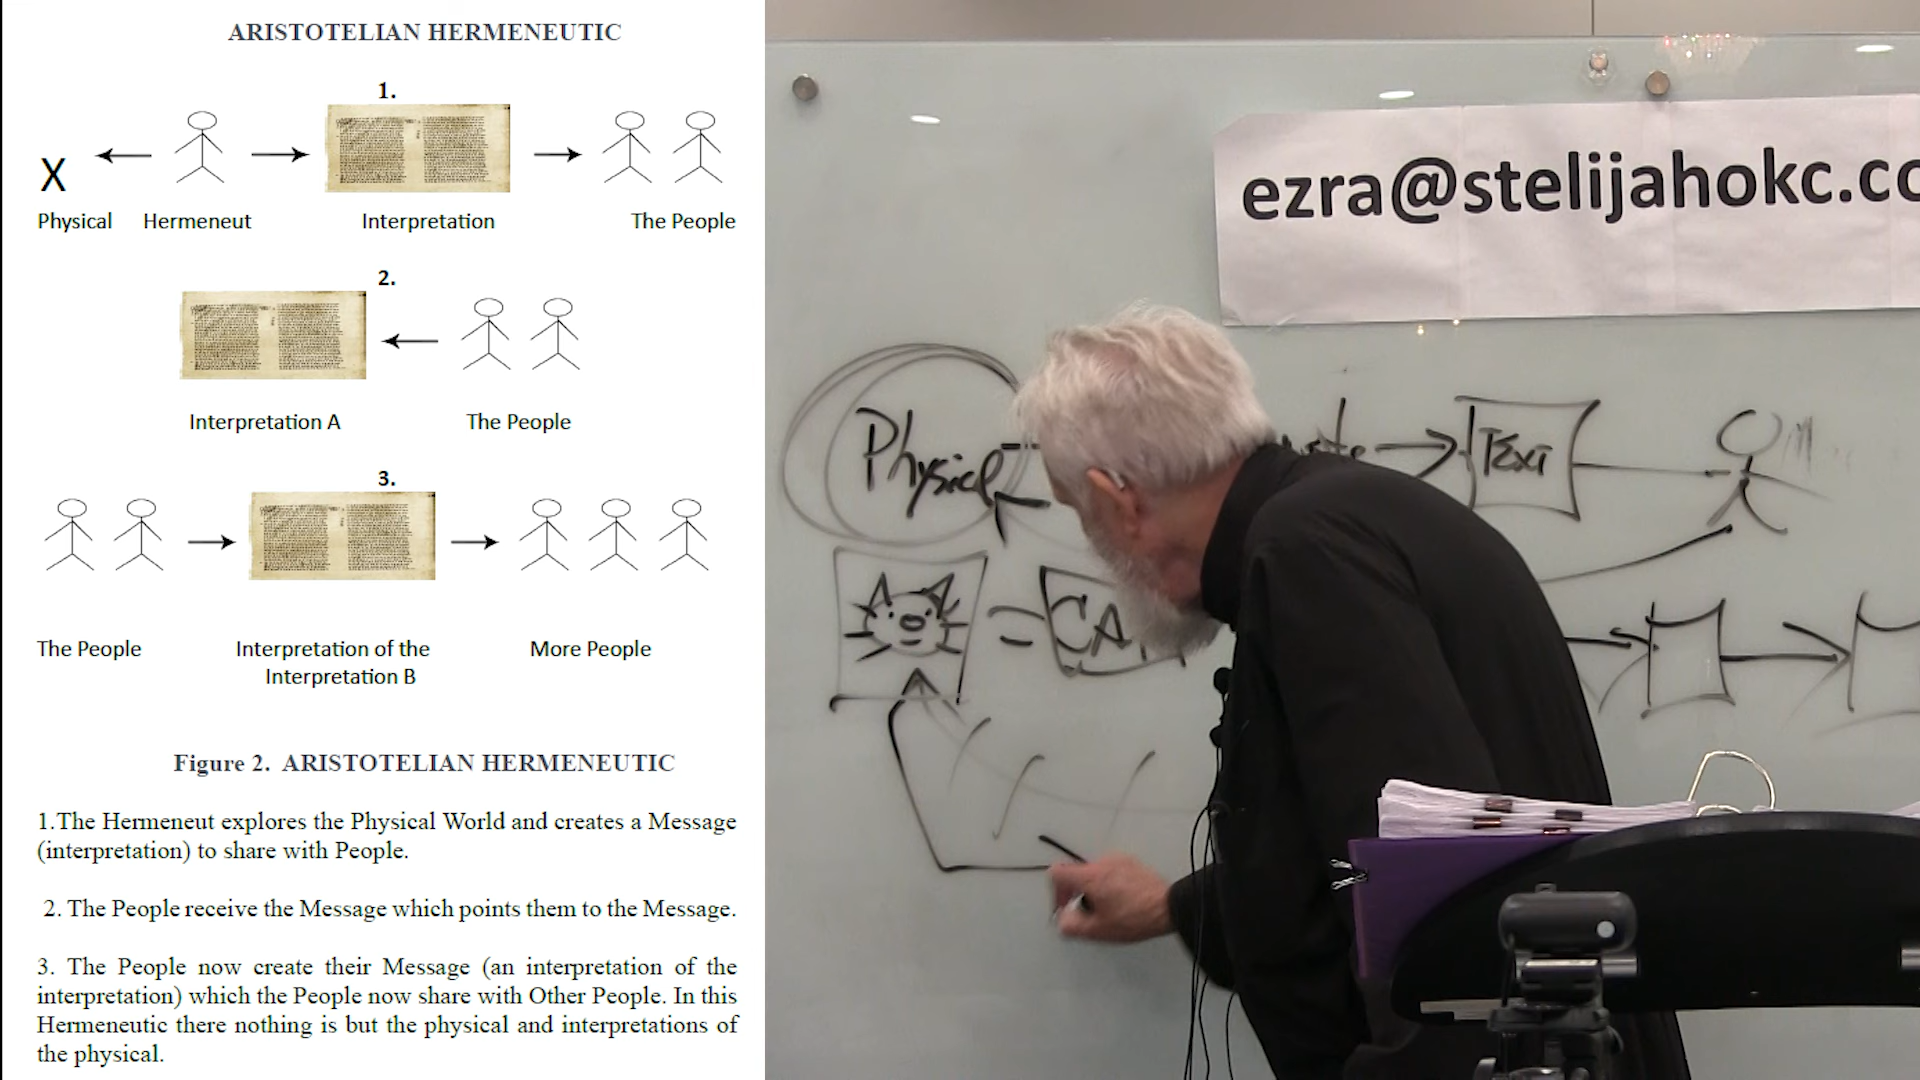 ARISTOTELIAN HERMENEUTIC
1.
X
Physical Hermeneut Interpretation The People
2.
Interpretation A The People
3.
The People Interpretation of the More People
Interpretation B
Figure 2. ARISTOTELIAN HERMENEUTIC
1.The Hermeneut explores the Physical World and creates a Message
(interpretation) to share with People.
2. The People receive the Message which points them to the Message.
3. The People now create their Message (an interpretation of the
interpretation) which the People now share with Other People. In this
Hermeneutic there nothing is but the physical and interpretations of
the physical.
ezra@stelijahokc.co
Physical
TEXT
=